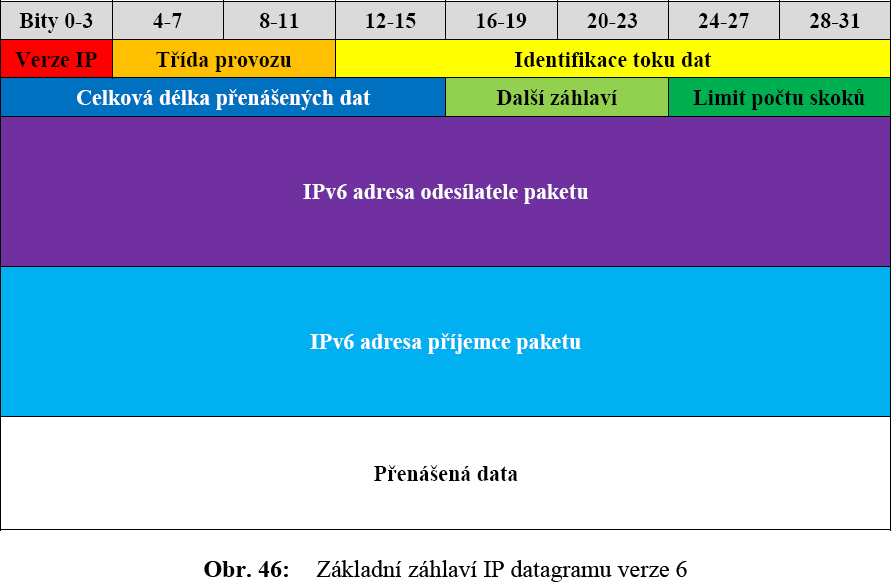 Bity 0-3 4-7 8-11 12-15 16-19 20-23 24-27 28-31
Verze IP Třída provozu Identifikace toku dat
Celková délka přenášených dat Další záhlaví Limit počtu skoků
IPv6 adresa odesílatele paketu
IPv6 adresa příjemce paketu
Přenášená data
Obr. 46: Základní záhlaví IP datagramu verze 6